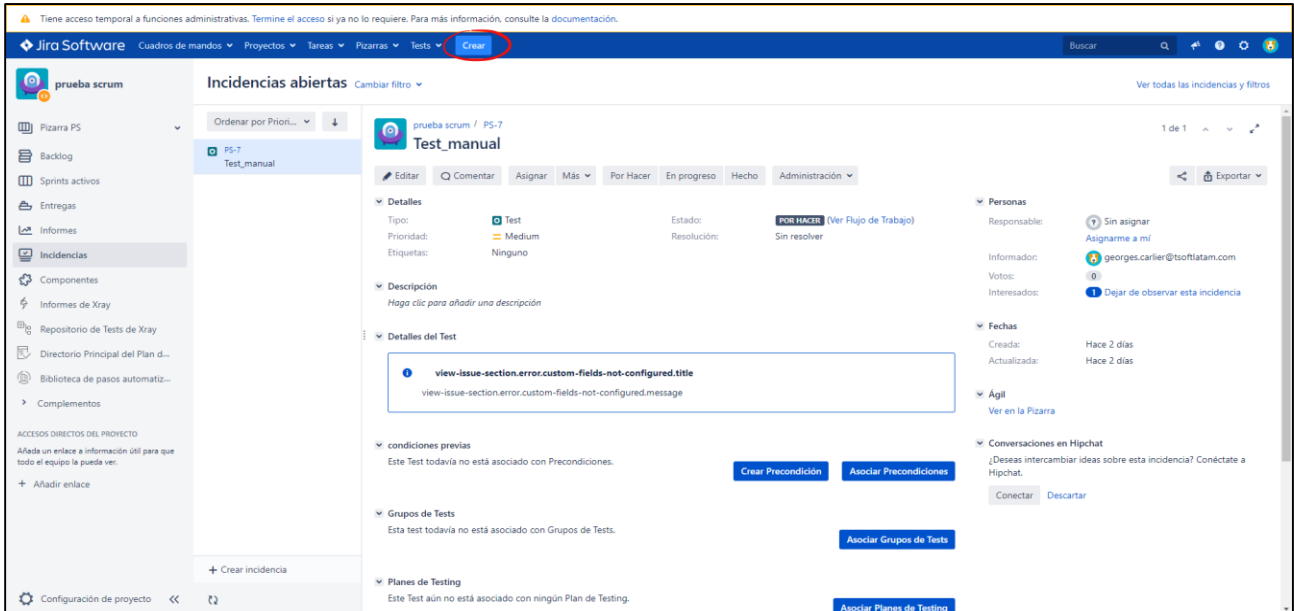 Tiene acceso temporal a funciones administrativas. Termine el acceso si ya no lo requiere. Para más información, consulte la documentación.
Jira Software Cuadros de mandos Proyectos Tareas Pizarras Tests Crear Buscar
prueba scrum
Pizarra PS
Backlog
Sprints activos
Entregas
Informes
Incidencias
Componentes
Informes de Xray
Repositorio de Tests de Xray
Directorio Principal del Plan d...
Biblioteca de pasos automatiz...
Complementos
ACCESOS DIRECTOS DEL PROYECTO
Añada un enlace a información útil para que
todo el equipo la pueda ver.
+ Añadir enlace
Configuración de proyecto
Incidencias abiertas Cambiar filtro
Ver todas las incidencias y filtros
Ordenar por Priori...
PS-7
Test_manual
+ Crear incidencia
prueba scrum / PS-7
Test_manual
1 de 1
Editar Comentar Asignar Más Por Hacer En progreso Hecho Administración Exportar
Detalles
Tipo: Test Estado: POR HACER (Ver Flujo de Trabajo)
Prioridad: Medium Resolución: Sin resolver
Etiquetas: Ninguno
Descripción
Haga clic para añadir una descripción
Detalles del Test
view-issue-section.error.custom-fields-not-configured.title
view-issue-section.error.custom-fields-not-configured.message
condiciones previas
Este Test todavía no está asociado con Precondiciones.
Crear Precondición Asociar Precondiciones
Grupos de Tests
Esta test todavía no está asociado con Grupos de Tests.
Asociar Grupos de Tests
Planes de Testing
Este Test aún no está asociado con ningún Plan de Testing.
Asociar Planes de Testing
Personas
Responsable: Sin asignar
Asignarme a mí
Informador: georges.carlier@tsoftlatam.com
Votos: 0
Interesados: 1 Dejar de observar esta incidencia
Fechas
Creada: Hace 2 días
Actualizada: Hace 2 días
Ágil
Ver en la Pizarra
Conversaciones en Hipchat
¿Deseas intercambiar ideas sobre esta incidencia? Conéctate a
Hipchat.
Conectar Descartar